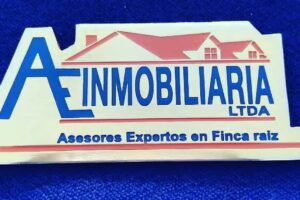 AE INMOBILIARIA
LTDA
Asesores Expertos en Finca raiz